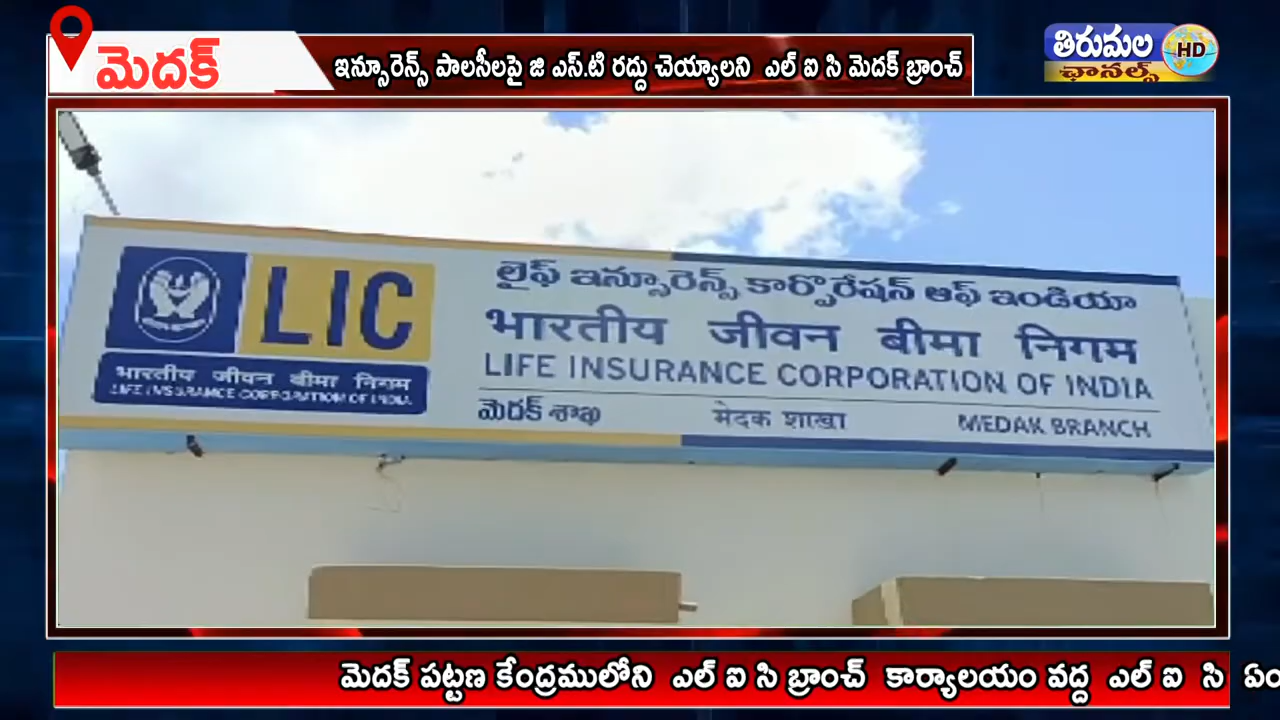 మెదక్
ఇన్సూరెన్స్ పాలసీలపై జి ఎస్.టి రద్దు చెయ్యాలని ఎల్ ఐ సి మెదక్ బ్రాంచ్
తిరుమల
ఛానల్స్
HD
LIC
भारतीय जीवन बीमा निगम
LIFE INSURANCE CORPORATION OF INDIA
లైఫ్ ఇన్సూరెన్స్ కార్పొరేషన్ ఆఫ్ ఇండియా
भारतीय जीवन बीमा निगम
LIFE INSURANCE CORPORATION OF INDIA
మెదక్ శాఖ मेदक शाखा MEDAK BRANCH
మెదక్ పట్టణ కేంద్రములోని ఎల్ ఐ సి బ్రాంచ్ కార్యాలయం వద్ద ఎల్ ఐ సి